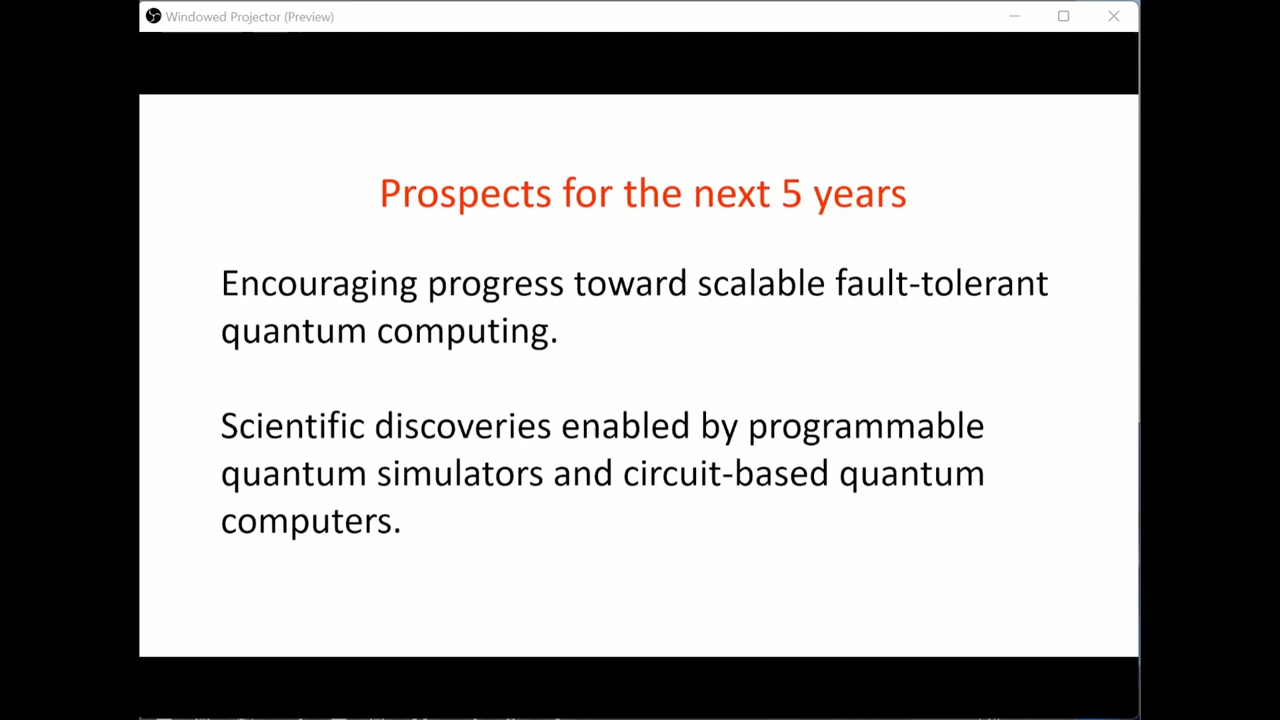 Windowed Projector (Preview)
Prospects for the next 5 years
Encouraging progress toward scalable fault-tolerant
quantum computing.
Scientific discoveries enabled by programmable
quantum simulators and circuit-based quantum
computers.